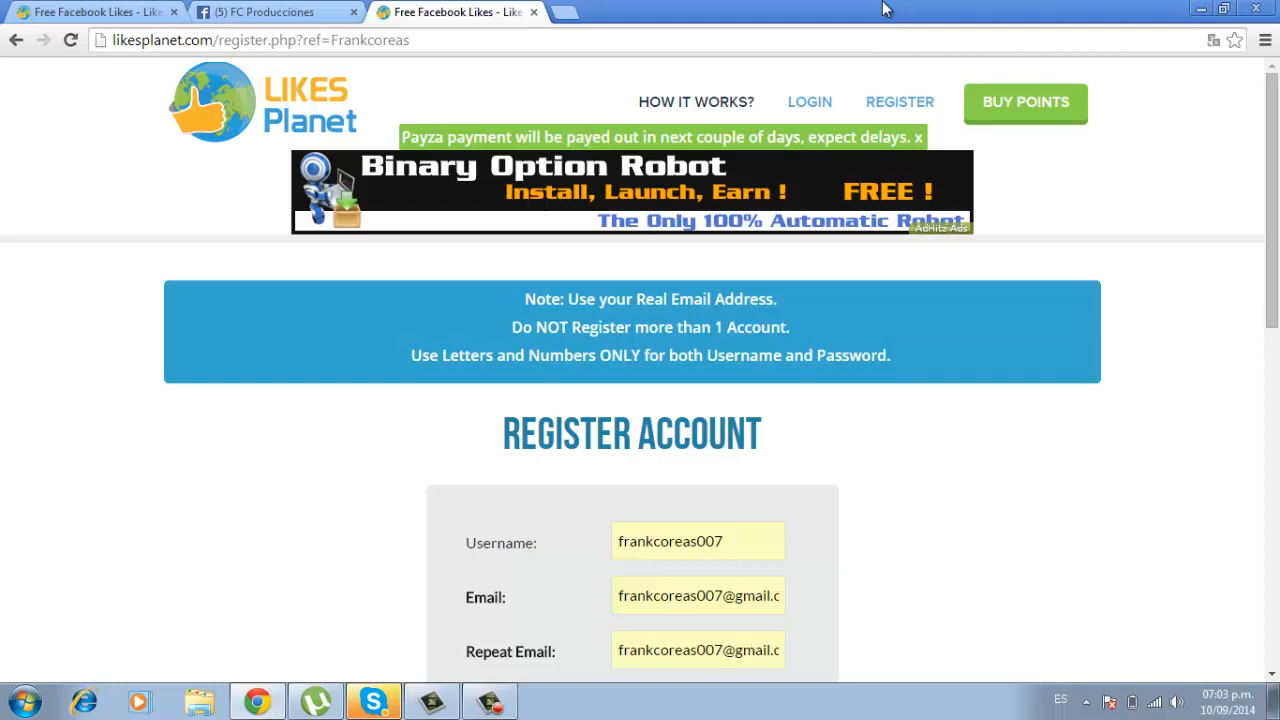 Free Facebook Likes - Like
(5) FC Producciones
Free Facebook Likes - Like
likesplanet.com/register.php?ref=Frankcoreas
LIKES
Planet
HOW IT WORKS?
LOGIN
REGISTER
BUY POINTS
Payza payment will be payed out in next couple of days, expect delays. x
Binary Option Robot
Install, Launch, Earn ! FREE !
The Only 100% Automatic Robot
AdHitz Ads
Note: Use your Real Email Address.
Do NOT Register more than 1 Account.
Use Letters and Numbers ONLY for both Username and Password.
REGISTER ACCOUNT
Username: frankcoreas007
Email: frankcoreas007@gmail.c
Repeat Email: frankcoreas007@gmail.c
ES
07:03 p.m.
10/09/2014